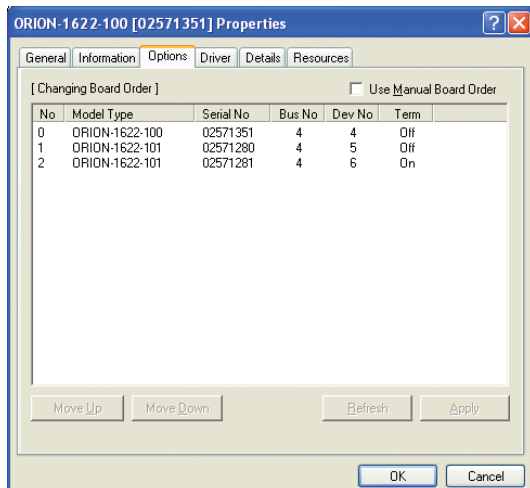 ORION-1622-100 [02571351] Properties
General Information Options Driver Details Resources
[ Changing Board Order ] Use Manual Board Order
No Model Type Serial No Bus No Dev No Term
0 ORION-1622-100 02571351 4 4 Off
1 ORION-1622-101 02571280 4 5 Off
2 ORION-1622-101 02571281 4 6 On
Move Up Move Down Refresh Apply
OK Cancel